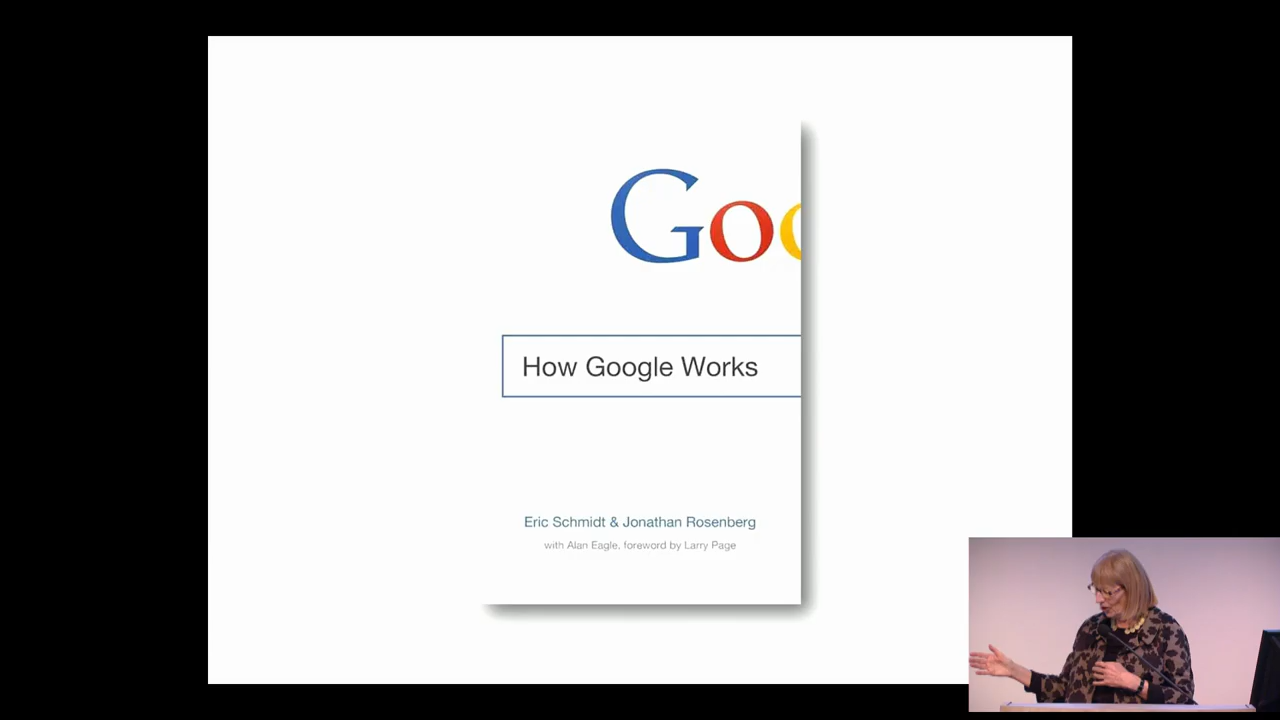 Goo
How Google Works
Eric Schmidt & Jonathan Rosenberg
with Alan Eagle, foreword by Larry Page